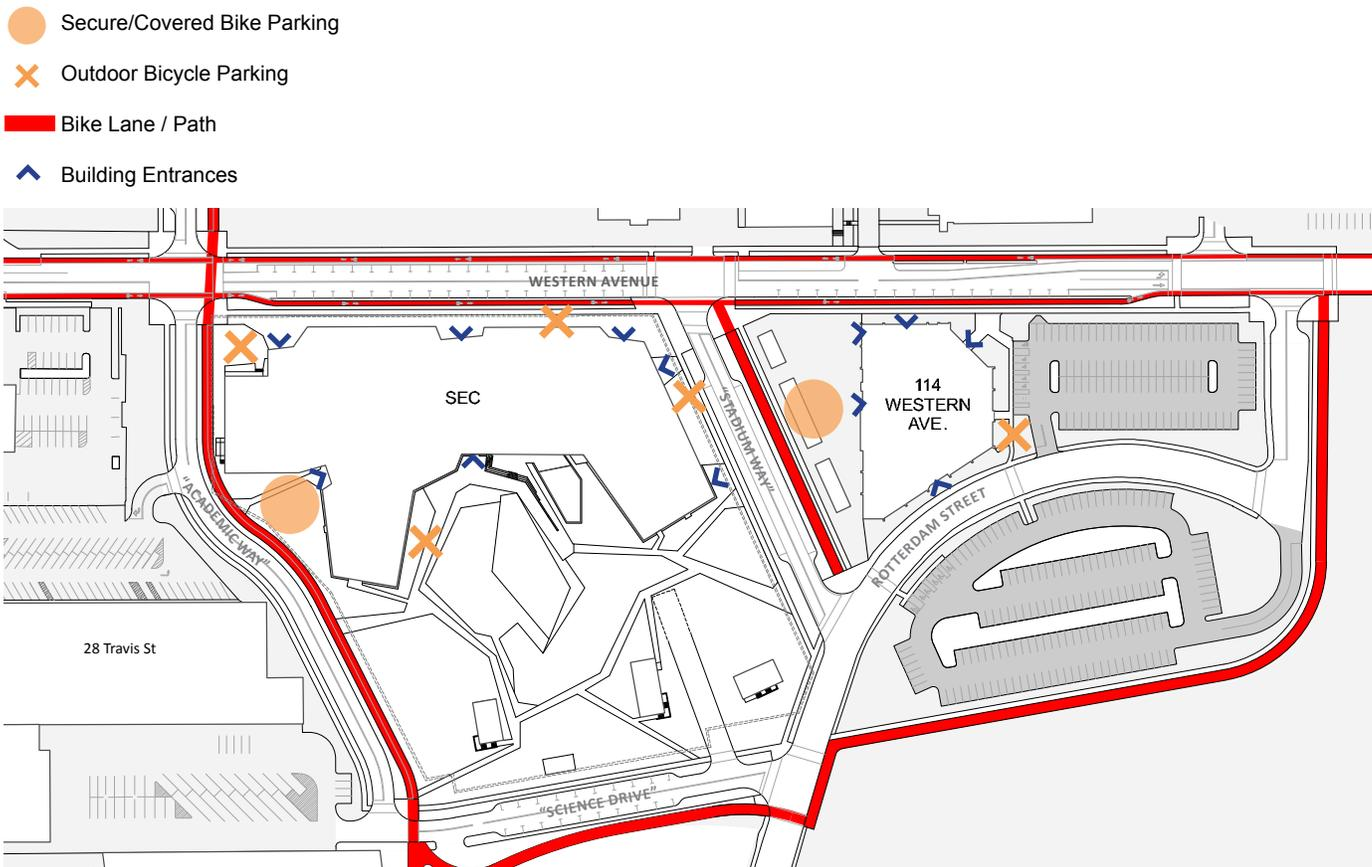 Secure/Covered Bike Parking
Outdoor Bicycle Parking
Bike Lane / Path
Building Entrances
WESTERN AVENUE
SEC
114
WESTERN
AVE.
"STADIUM WAY"
"ACADEMIC WAY"
ROTTERDAM STREET
28 Travis St
"SCIENCE DRIVE"